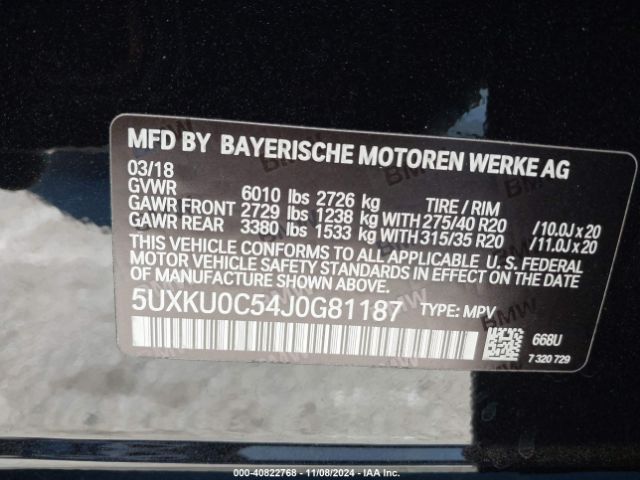 MFD BY BAYERISCHE MOTOREN WERKE AG
03/18
GVWR 6010 lbs 2726 kg TIRE / RIM
GAWR FRONT 2729 lbs 1238 kg WITH 275/40 R20 /10.0J x 20
GAWR REAR 3380 lbs 1533 kg WITH 315/35 R20 /11.0J x 20
THIS VEHICLE CONFORMS TO ALL APPLICABLE U. S. FEDERAL
MOTOR VEHICLE SAFETY STANDARDS IN EFFECT ON THE DATE
OF MANUFACTURE SHOWN ABOVE.
5UXKU0C54J0G81187 TYPE: MPV
668U
7 320 729
000-40822768 - 11/08/2024 - IAA Inc.